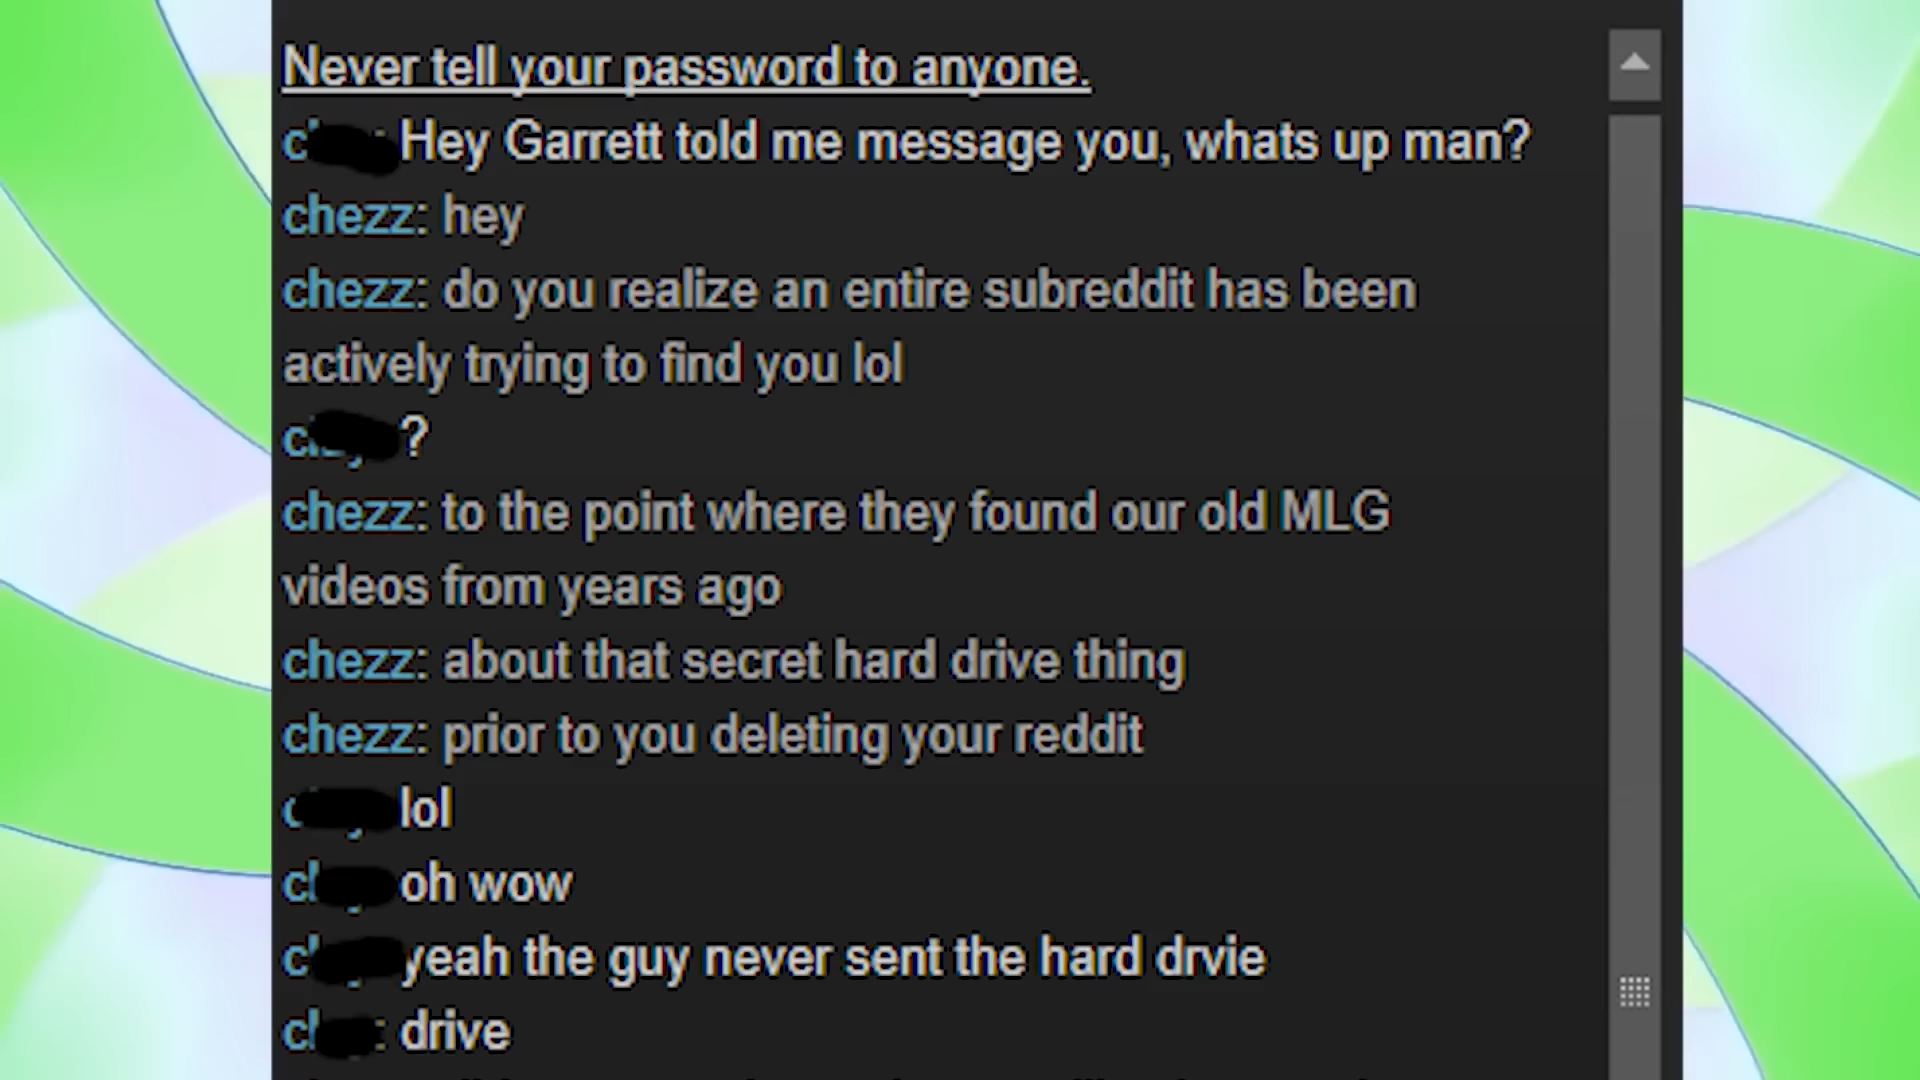 Never tell your password to anyone.
Hey Garrett told me message you, whats up man?
chezz: hey
chezz: do you realize an entire subreddit has been
actively trying to find you lol
?
chezz: to the point where they found our old MLG
videos from years ago
chezz: about that secret hard drive thing
chezz: prior to you deleting your reddit
lol
oh wow
yeah the guy never sent the hard drvie
: drive